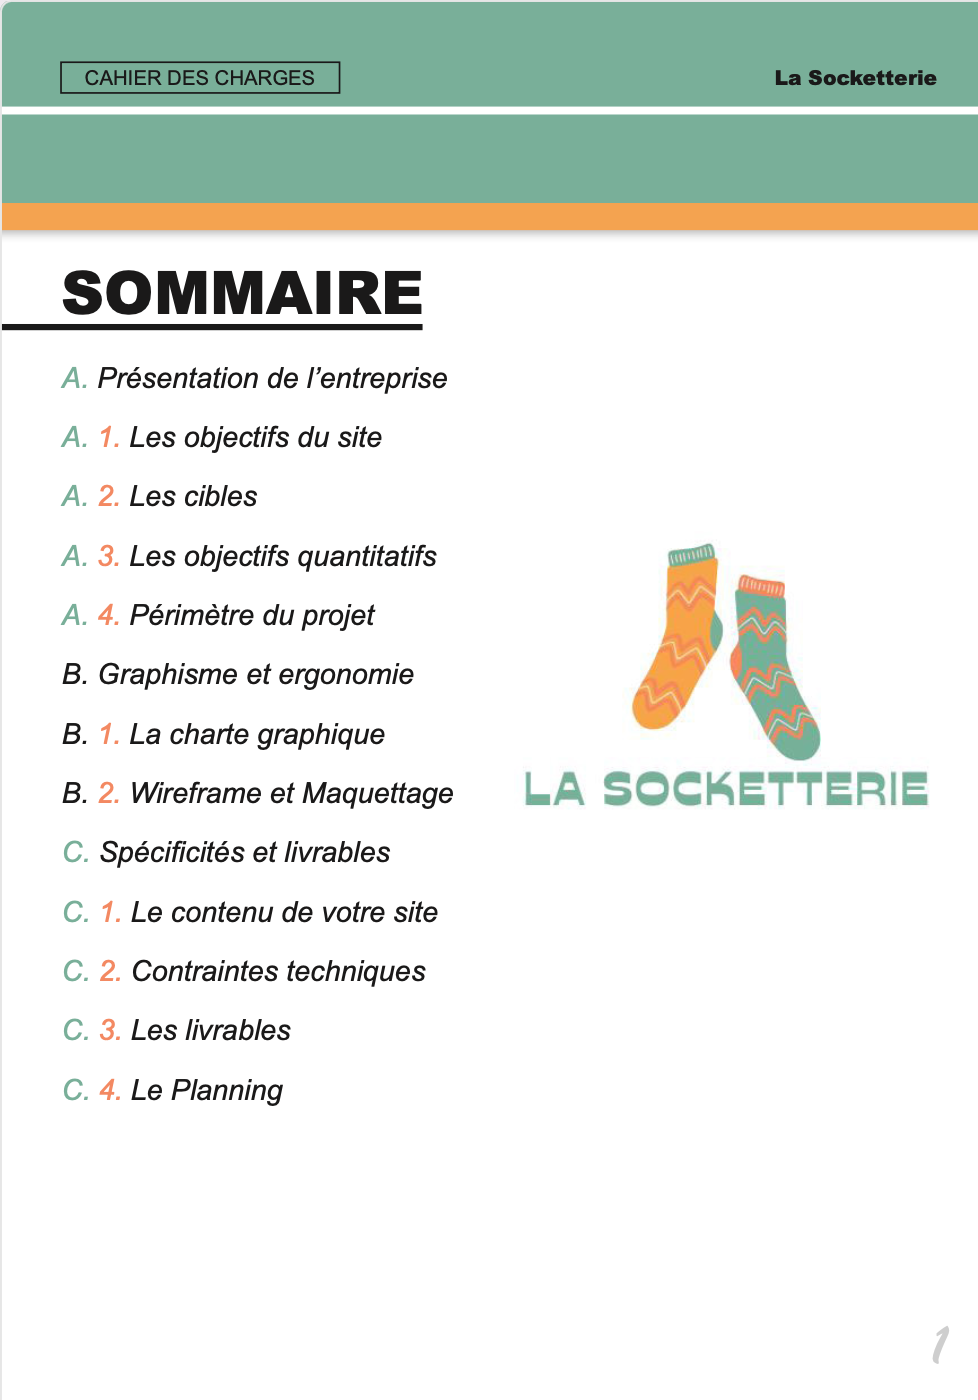 CAHIER DES CHARGES
La Socketterie
SOMMAIRE
A. Présentation de l’entreprise
A. 1. Les objectifs du site
A. 2. Les cibles
A. 3. Les objectifs quantitatifs
A. 4. Périmètre du projet
B. Graphisme et ergonomie
B. 1. La charte graphique
B. 2. Wireframe et Maquettage
C. Spécificités et livrables
C. 1. Le contenu de votre site
C. 2. Contraintes techniques
C. 3. Les livrables
C. 4. Le Planning
LA SOCKETTERIE
1